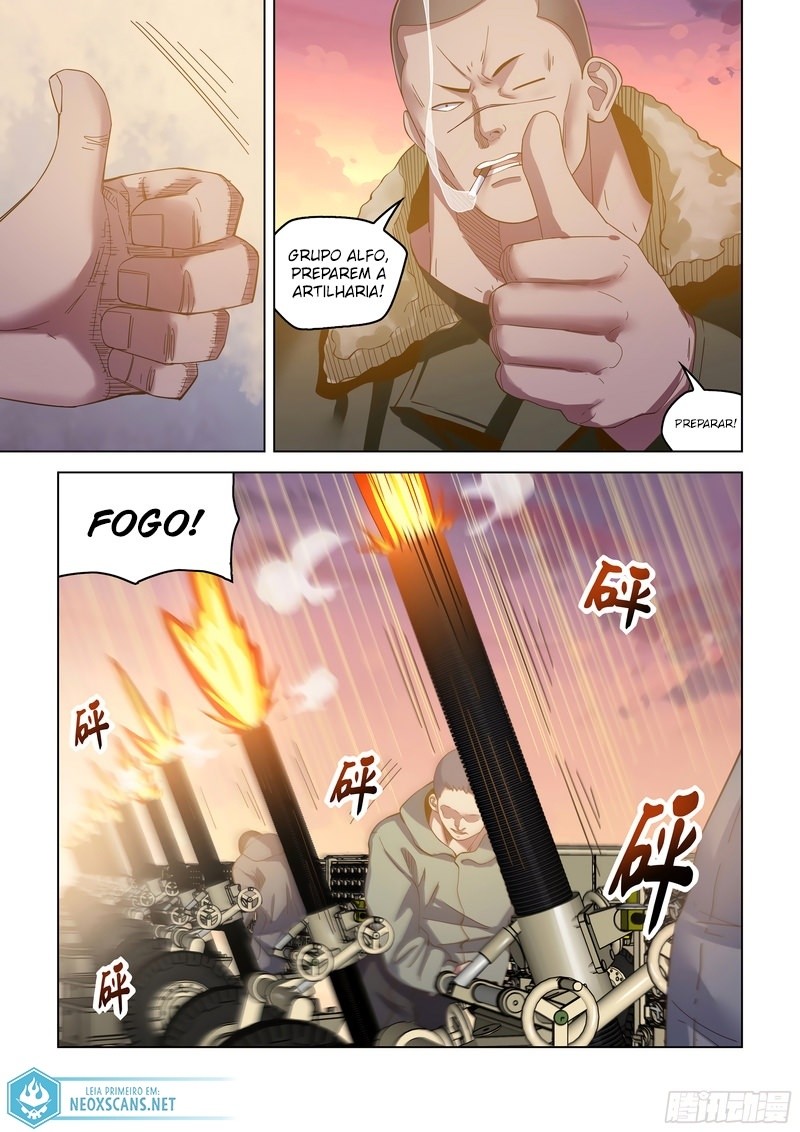 GRUPO ALFO,
PREPAREM A
ARTILHARIA!
PREPARAR!
FOGO!
砰
砰
砰
砰
砰
LEIA PRIMEIRO EM:
NEOXSCANS.NET
腾讯动漫